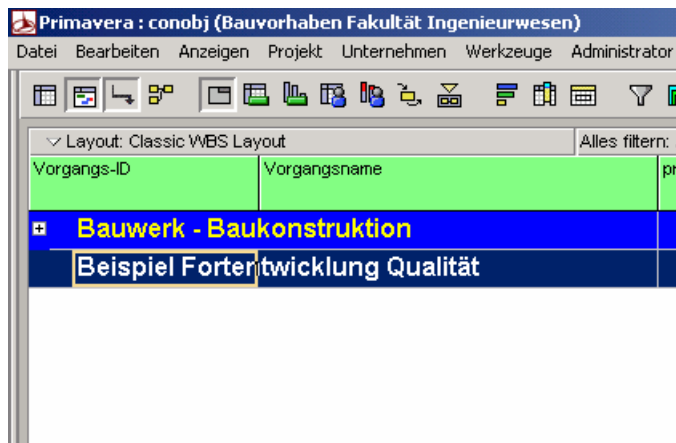 Primavera : conobj (Bauvorhaben Fakultät Ingenieurwesen)
Datei Bearbeiten Anzeigen Projekt Unternehmen Werkzeuge Administrator
Layout: Classic WBS Layout Alles filtern:
Vorgangs-ID Vorgangsname
Bauwerk - Baukonstruktion
Beispiel Fortentwicklung Qualität